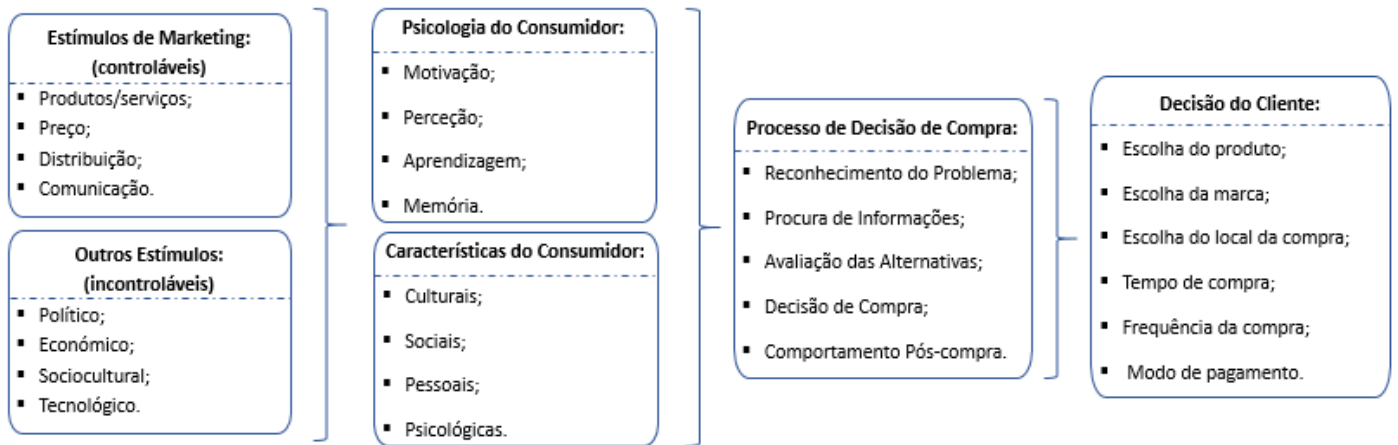 Estímulos de Marketing:
(controláveis)
▪ Produtos/serviços;
▪ Preço;
▪ Distribuição;
▪ Comunicação.
Outros Estímulos:
(incontroláveis)
▪ Político;
▪ Económico;
▪ Sociocultural;
▪ Tecnológico.
Psicologia do Consumidor:
▪ Motivação;
▪ Perceção;
▪ Aprendizagem;
▪ Memória.
Características do Consumidor:
▪ Culturais;
▪ Sociais;
▪ Pessoais;
▪ Psicológicas.
Processo de Decisão de Compra:
▪ Reconhecimento do Problema;
▪ Procura de Informações;
▪ Avaliação das Alternativas;
▪ Decisão de Compra;
▪ Comportamento Pós-compra.
Decisão do Cliente:
▪ Escolha do produto;
▪ Escolha da marca;
▪ Escolha do local da compra;
▪ Tempo de compra;
▪ Frequência da compra;
▪ Modo de pagamento.